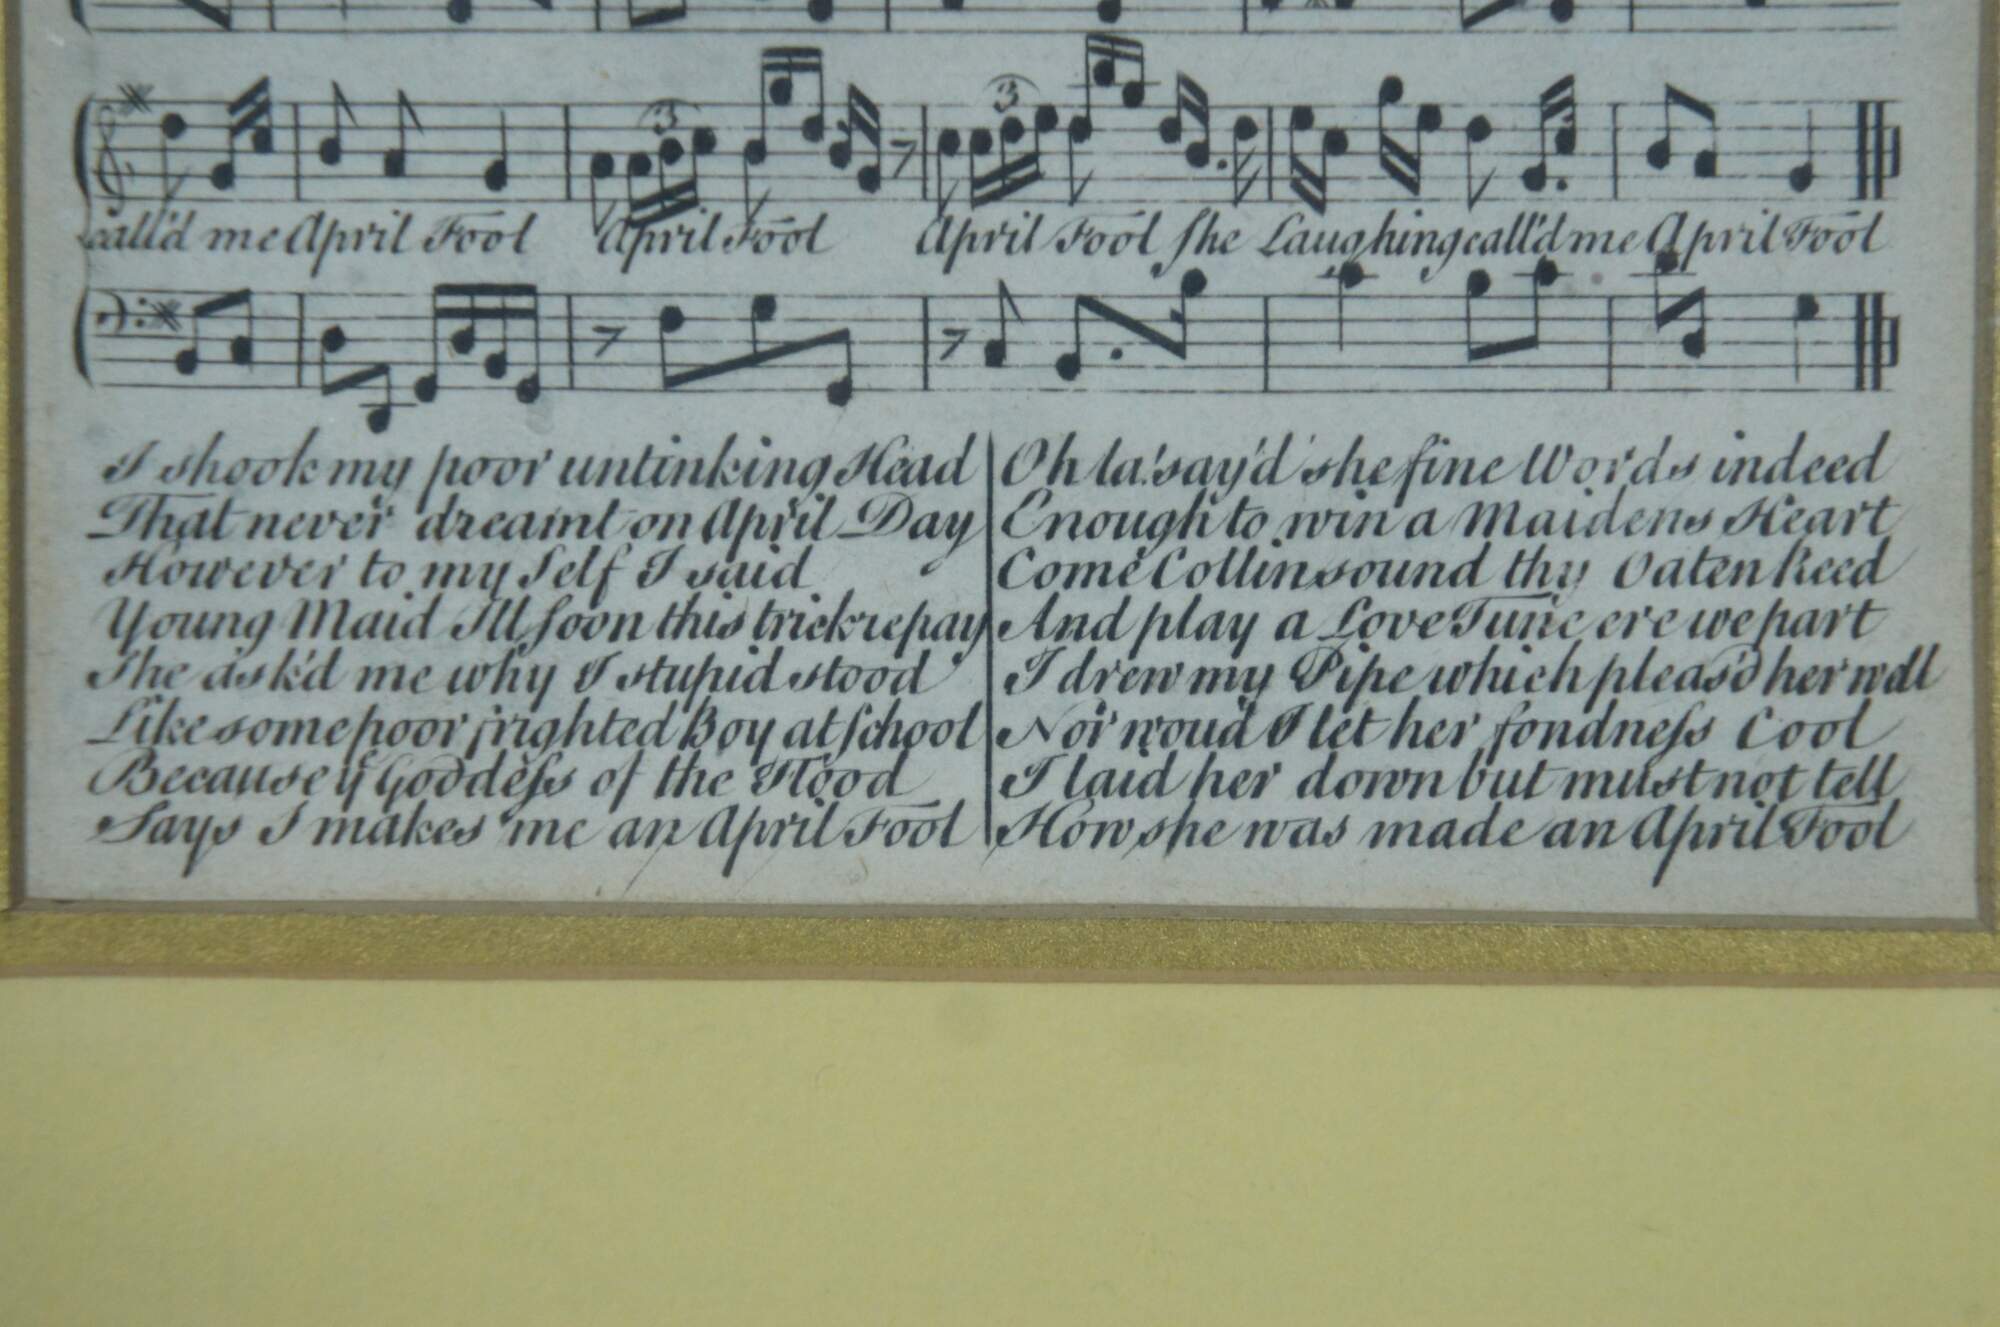 call'd me April Fool April Fool April Fool She Laughing call'd me April Fool
3
3
I shook my poor untinking Head
That never dreamt on April Day
However to my Self I said
Young Maid I'll soon this trick repay
She ask'd me why I stupid stood
Like some poor frighted Boy at School
Because ye Goddess of the Flood
Says I makes me an April Fool
Oh la! say'd she fine Words indeed
Enough to win a Maidens Heart
Come Collin sound thy Oaten Reed
And play a Love Tune ere we part
I drew my Pipe which pleas'd her well
Nor woud I let her fondness Cool
I laid her down but must not tell
How she was made an April Fool